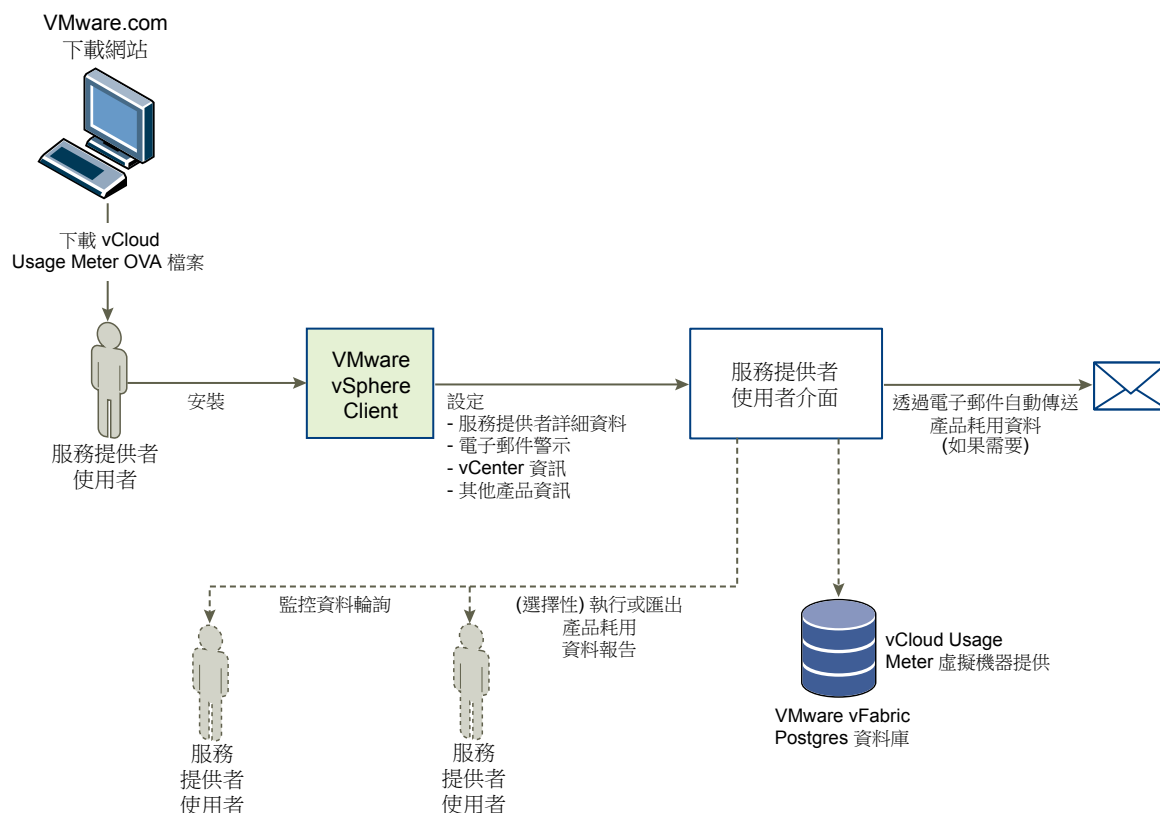 VMware.com
下載網站
下載 vCloud
Usage Meter OVA 檔案
服務提供者
使用者
安裝
VMware
vSphere
Client
設定
- 服務提供者詳細資料
- 電子郵件警示
- vCenter 資訊
- 其他產品資訊
服務提供者
使用者介面
透過電子郵件自動傳送
產品耗用資料
(如果需要)
監控資料輪詢
(選擇性) 執行或匯出
產品耗用
資料報告
服務
提供者
使用者
服務
提供者
使用者
vCloud Usage
Meter 虛擬機器提供
VMware vFabric
Postgres 資料庫